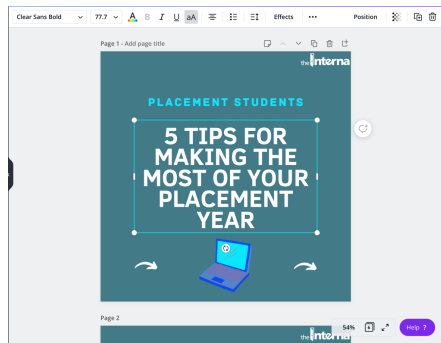 Clear Sans Bold 77.7 A B I U aA Effects ••• Position
Page 1 - Add page title
the Interna
PLACEMENT STUDENTS
5 TIPS FOR
MAKING THE
MOST OF YOUR
PLACEMENT
YEAR
Page 2
the Interna
54% 6 Help ?